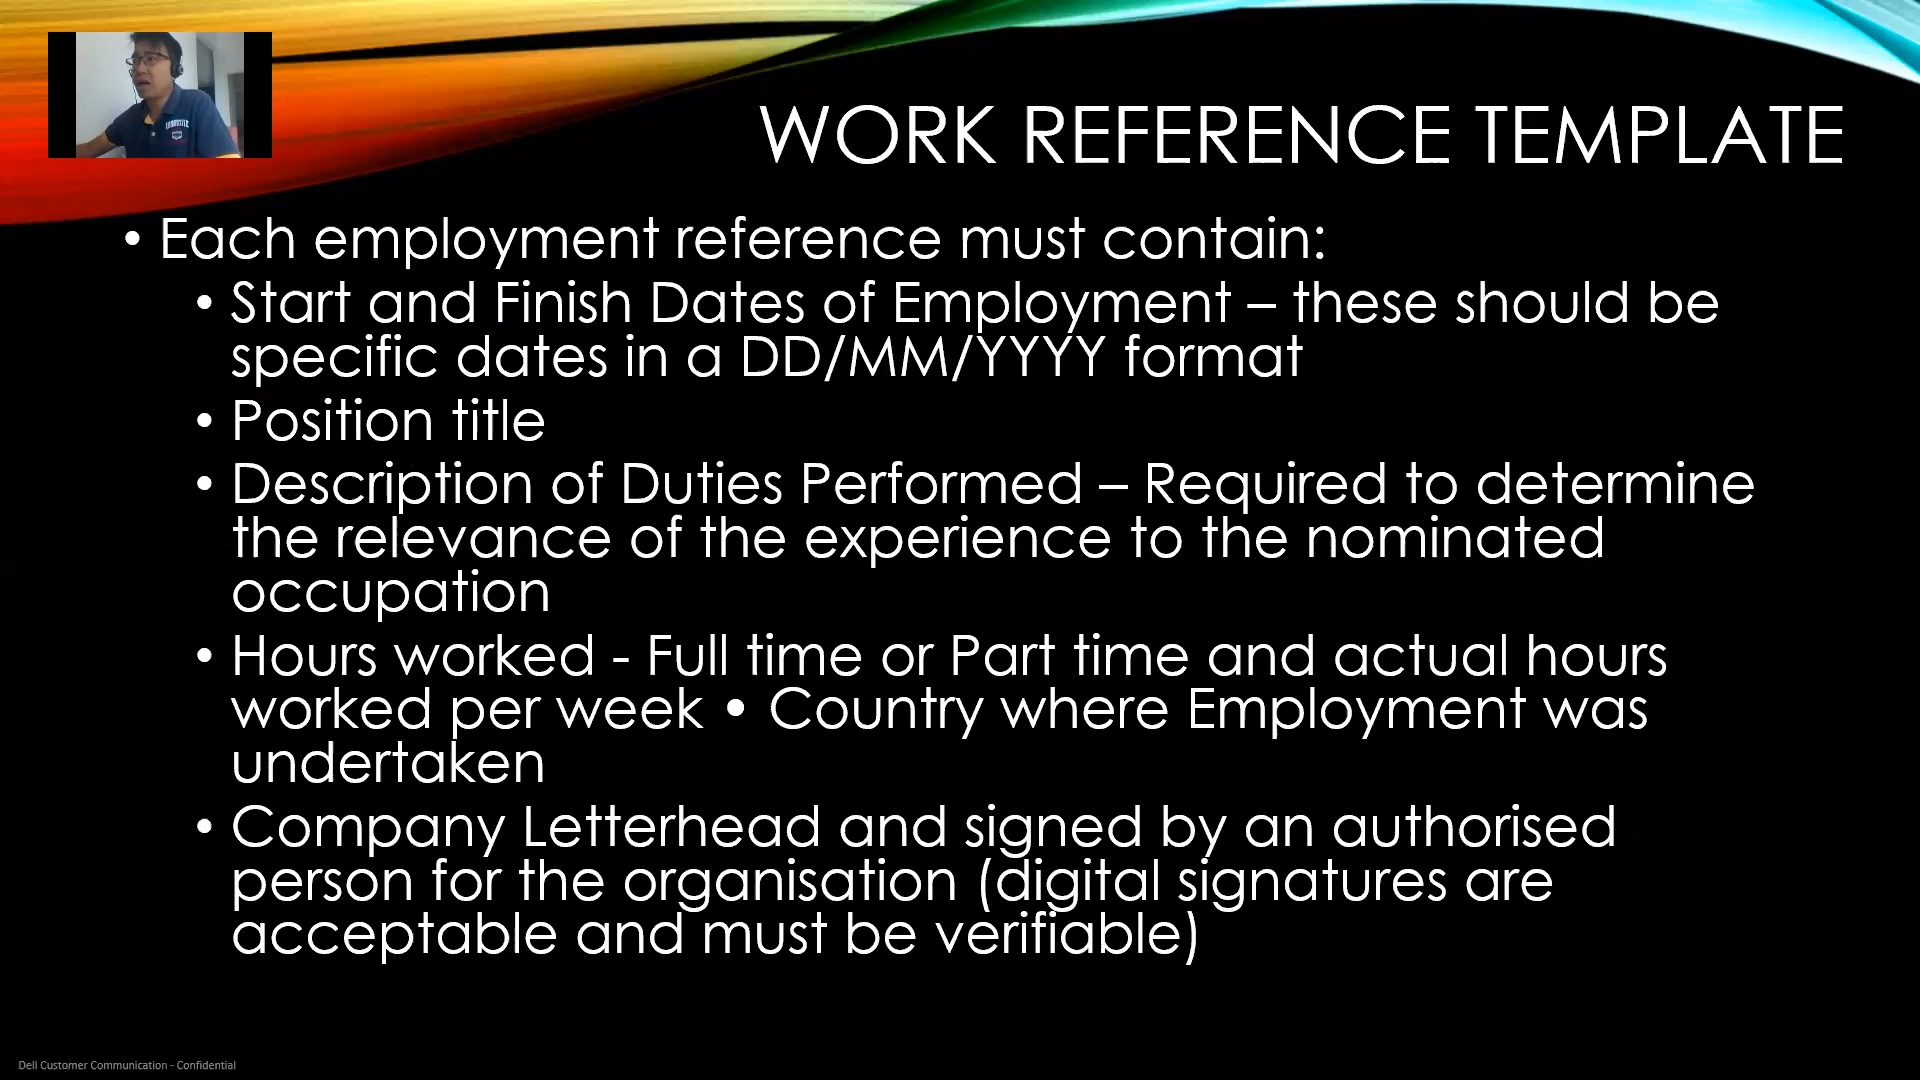 WORK REFERENCE TEMPLATE
• Each employment reference must contain:
• Start and Finish Dates of Employment – these should be
specific dates in a DD/MM/YYYY format
• Position title
• Description of Duties Performed – Required to determine
the relevance of the experience to the nominated
occupation
• Hours worked - Full time or Part time and actual hours
worked per week • Country where Employment was
undertaken
• Company Letterhead and signed by an authorised
person for the organisation (digital signatures are
acceptable and must be verifiable)
Dell Customer Communication - Confidential